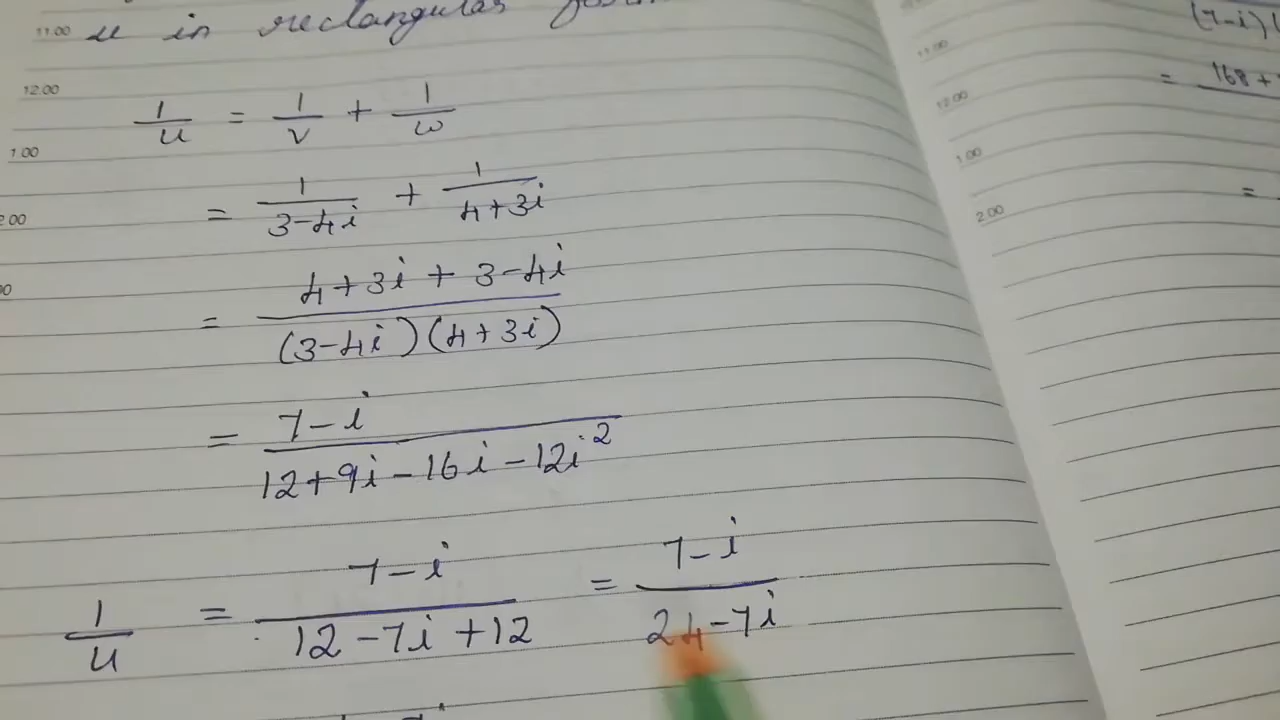 11.00 u in rectangular form
12.00
1/u = 1/v + 1/w
1.00
= 1/(3-4i) + 1/(4+3i)
2.00
= (4+3i+3-4i)/((3-4i)(4+3i))
= (7-i)/(12+9i-16i-12i²)
1/u = (7-i)/(12-7i+12) = (7-i)/(24-7i)
(7-i)(
11.00
= 168+
12.00
1.00
=
2.00